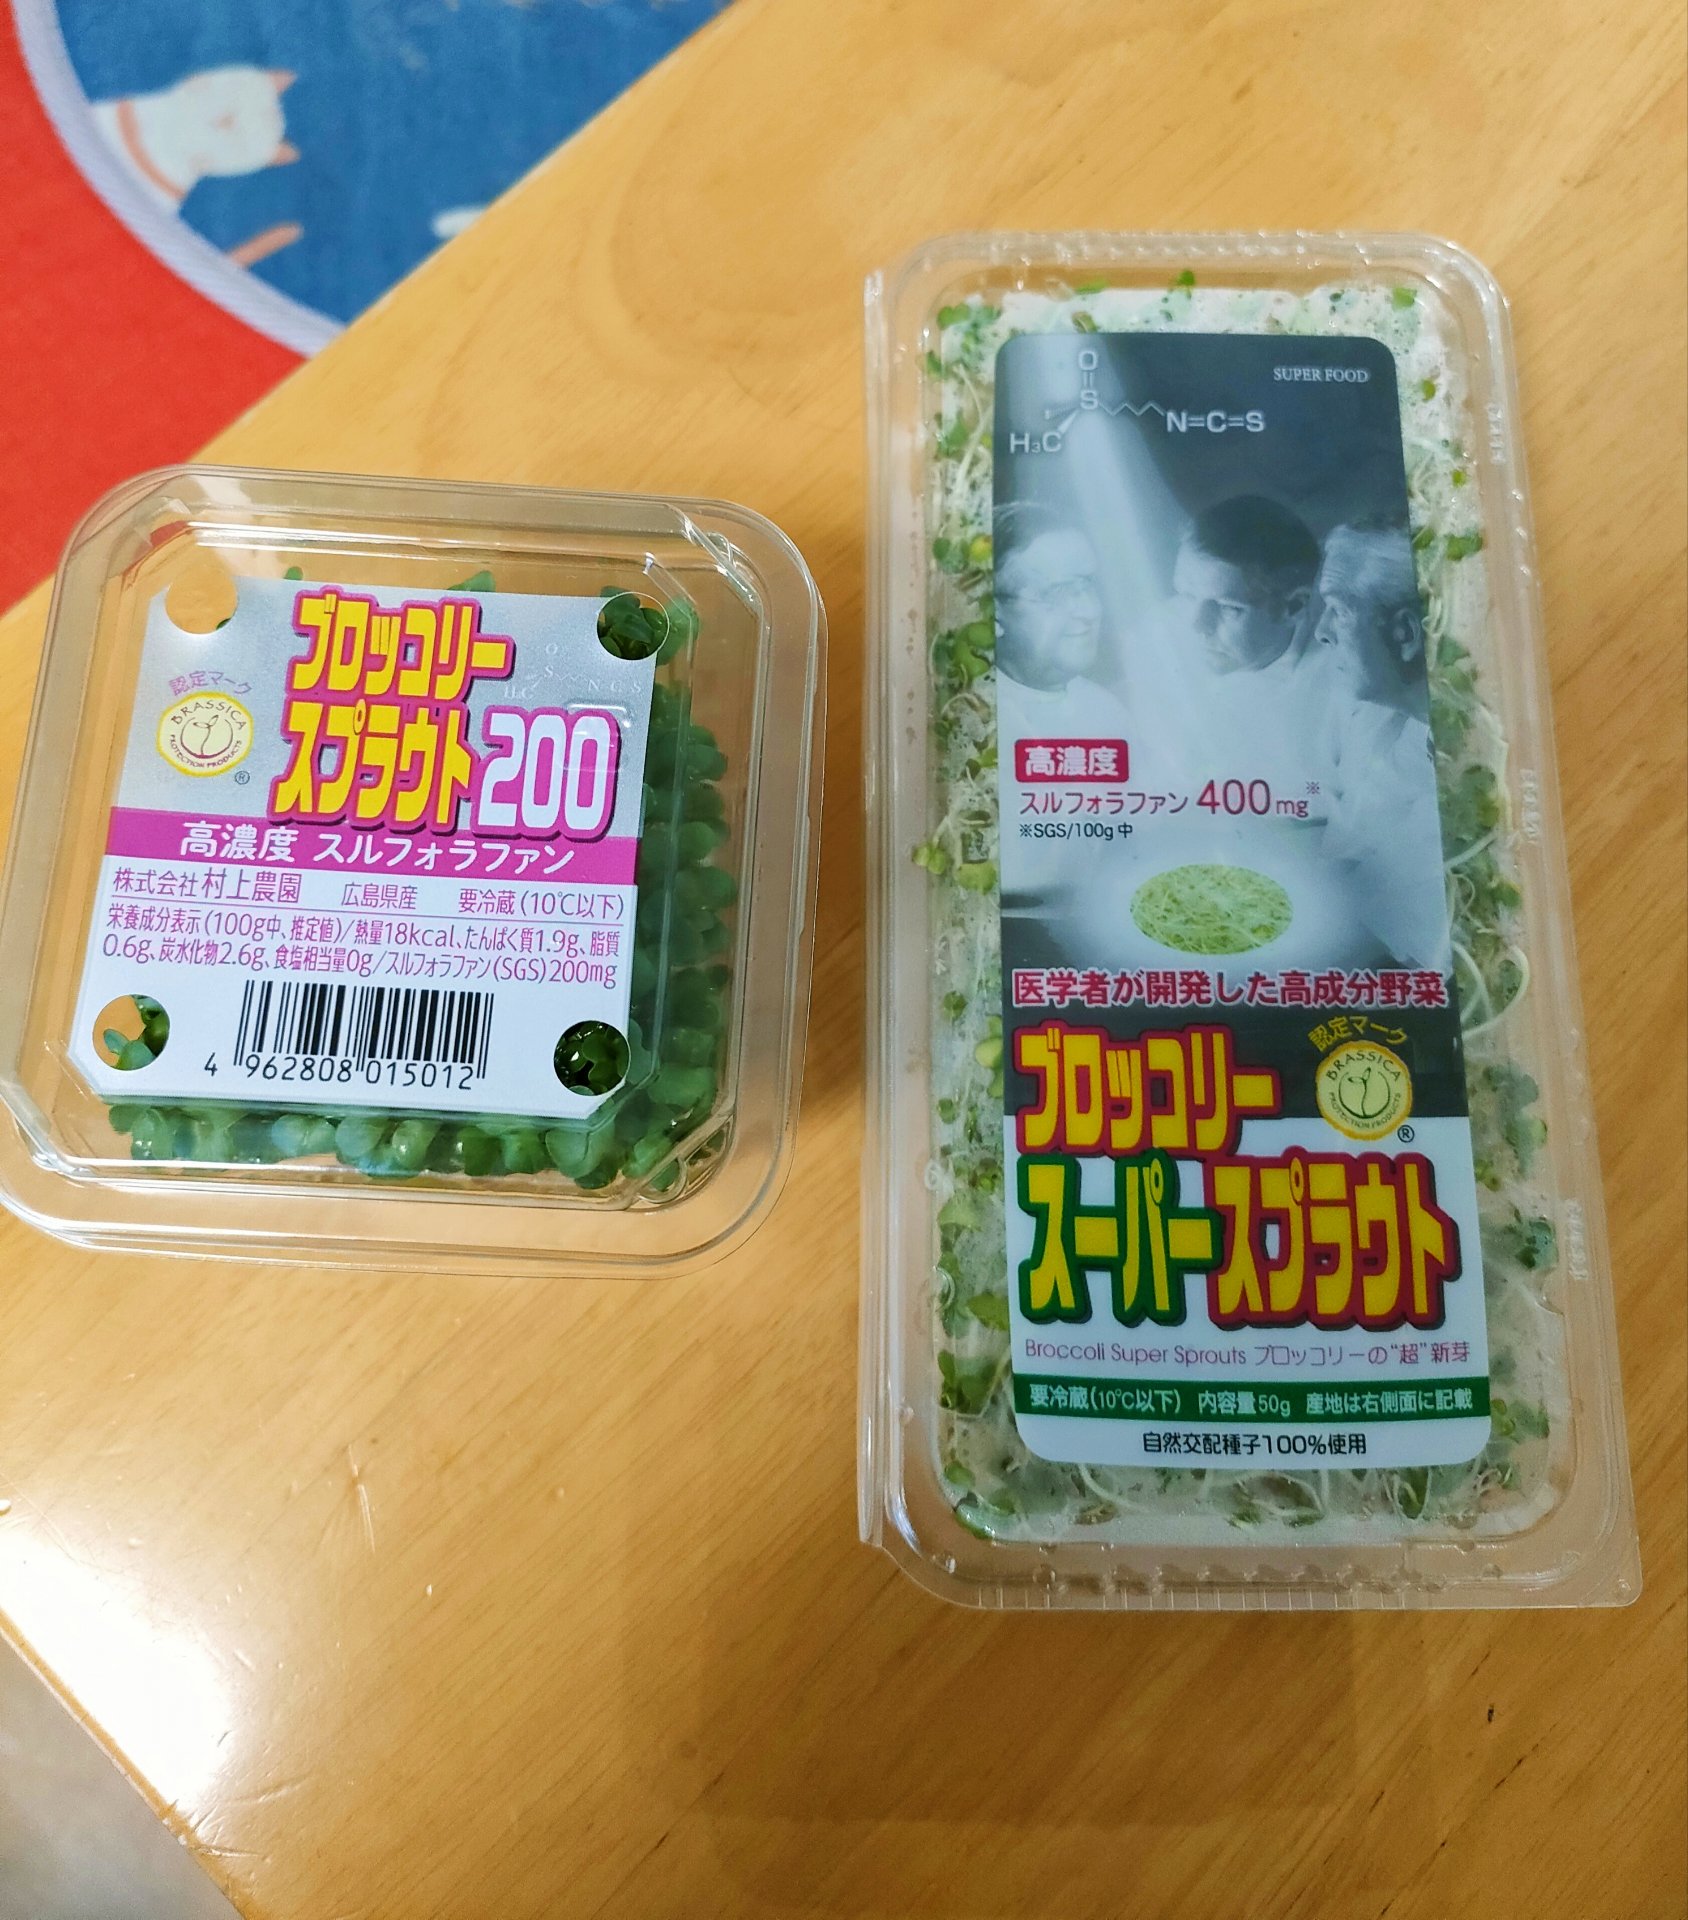 ブロッコリー
スプラウト200
認定マーク
BRASSICA
PROTECTION PRODUCTS
®
O
S
H₃C
N C S
高濃度 スルフォラファン
株式会社村上農園 広島県産 要冷蔵(10℃以下)
栄養成分表示(100g中、推定値)/熱量18kcal、たんぱく質1.9g、脂質
0.6g、炭水化物2.6g、食塩相当量0g/スルフォラファン(SGS)200mg
4 962808 015012
SUPER FOOD
O
S
N=C=S
H₃C
高濃度
スルフォラファン 400mg※
※SGS/100g中
医学者が開発した高成分野菜
認定マーク
BRASSICA
PROTECTION PRODUCTS
®
ブロッコリー
スーパースプラウト
Broccoli Super Sprouts ブロッコリーの“超”新芽
要冷蔵(10℃以下) 内容量50g 産地は右側面に記載
自然交配種子100%使用